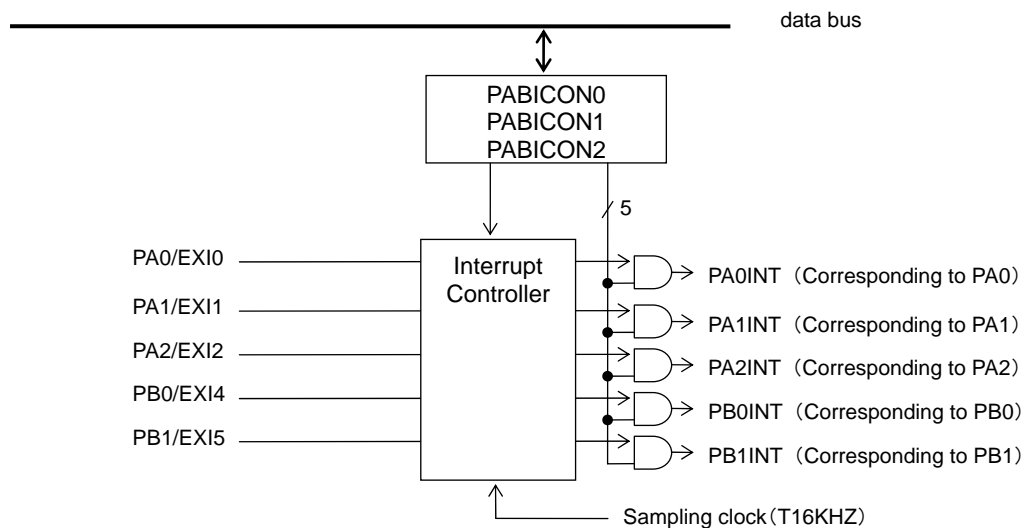 data bus
PABICON0
PABICON1
PABICON2
5
PA0/EXI0
PA1/EXI1
PA2/EXI2
PB0/EXI4
PB1/EXI5
Interrupt
Controller
PA0INT（Corresponding to PA0）
PA1INT（Corresponding to PA1）
PA2INT（Corresponding to PA2）
PB0INT（Corresponding to PB0）
PB1INT（Corresponding to PB1）
Sampling clock（T16KHZ）